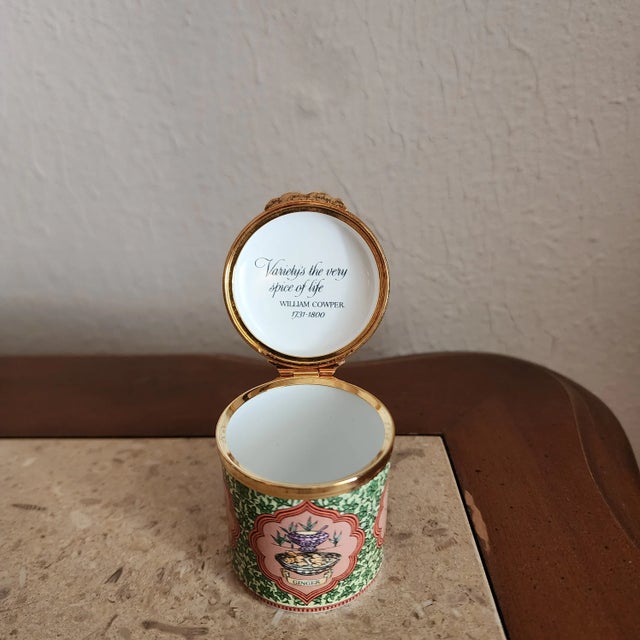 Variety's the very
spice of life
WILLIAM COWPER
1731-1800
GINGER